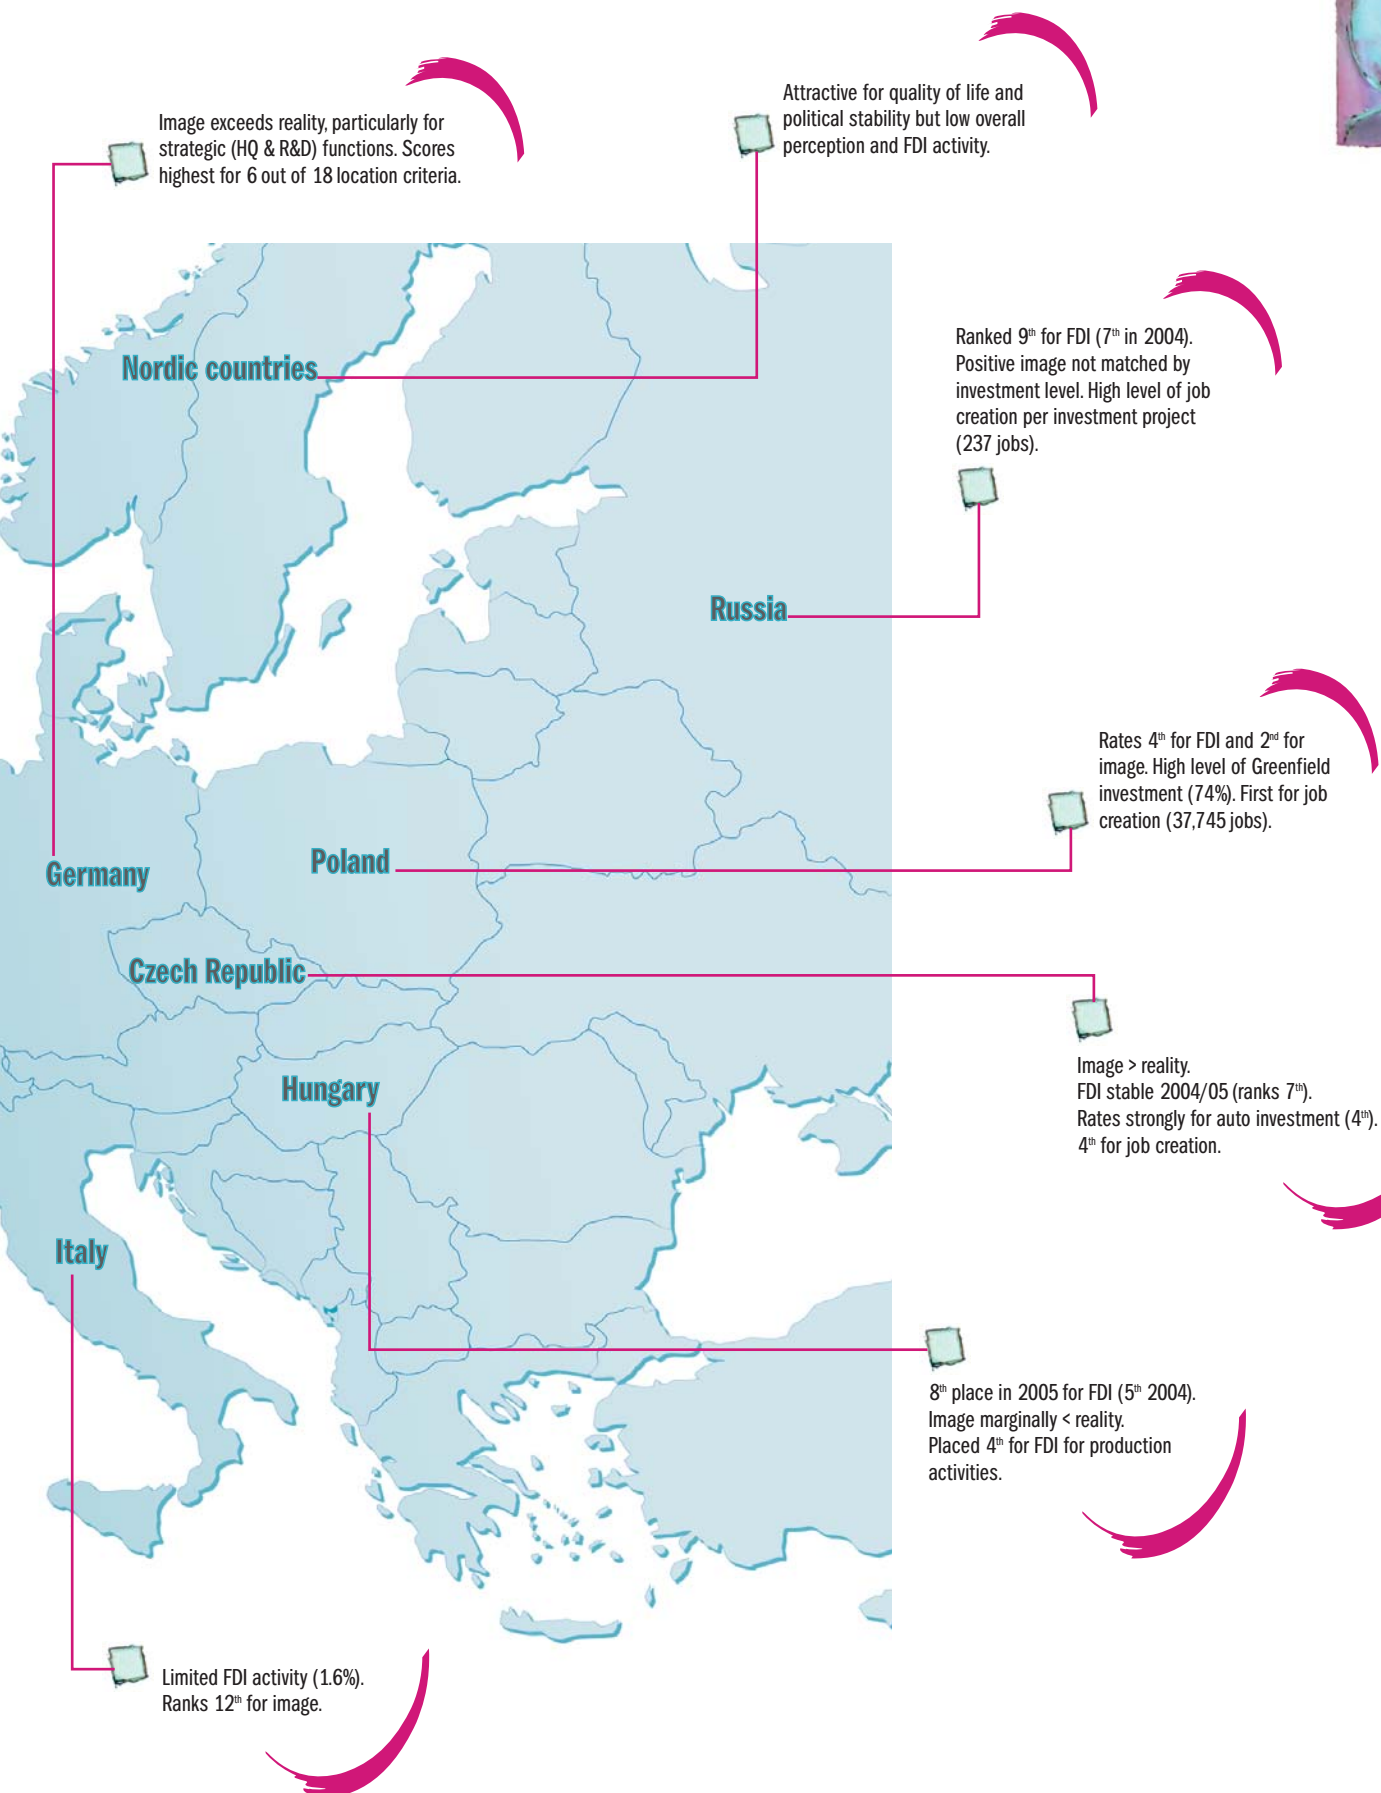 Image exceeds reality, particularly for
strategic (HQ & R&D) functions. Scores
highest for 6 out of 18 location criteria.
Attractive for quality of life and
political stability but low overall
perception and FDI activity.
Ranked 9th for FDI (7th in 2004).
Positive image not matched by
investment level. High level of job
creation per investment project
(237 jobs).
Nordic countries
Russia
Rates 4th for FDI and 2nd for
image. High level of Greenfield
investment (74%). First for job
creation (37,745 jobs).
Germany
Poland
Czech Republic
Image > reality.
FDI stable 2004/05 (ranks 7th).
Rates strongly for auto investment (4th).
4th for job creation.
Hungary
Italy
8th place in 2005 for FDI (5th 2004).
Image marginally < reality.
Placed 4th for FDI for production
activities.
Limited FDI activity (1.6%).
Ranks 12th for image.